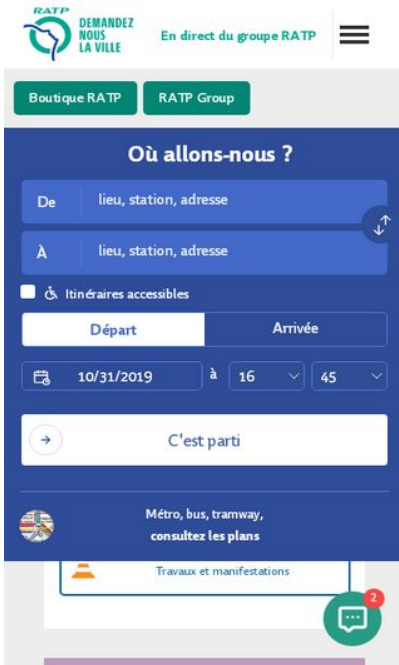 RATP
DEMANDEZ
NOUS
LA VILLE
En direct du groupe RATP
Boutique RATP
RATP Group
Où allons-nous ?
De
lieu, station, adresse
À
lieu, station, adresse
Itinéraires accessibles
Départ
Arrivée
10/31/2019
à
16
45
C'est parti
Métro, bus, tramway,
consultez les plans
Travaux et manifestations
2